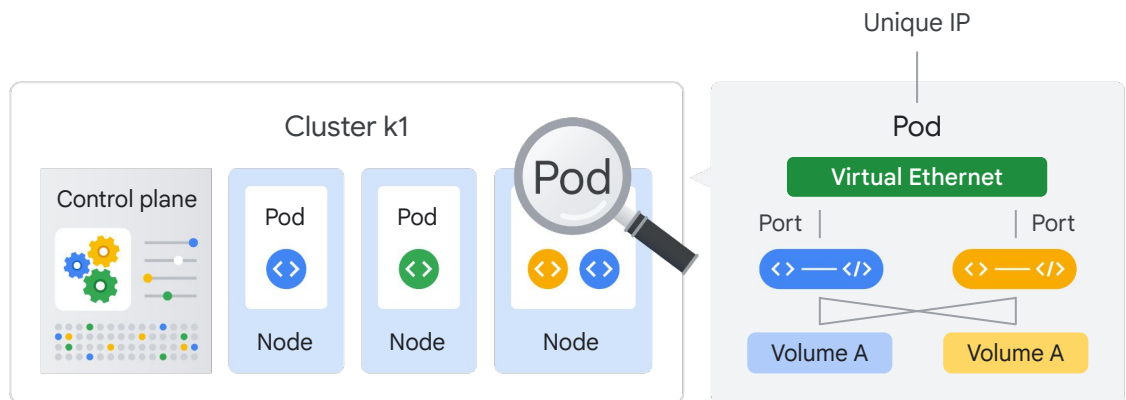 Unique IP
Cluster k1
Control plane
Pod
Node
Pod
Node
Pod
Node
Pod
Virtual Ethernet
Port
Port
<> — </>
<> — </>
Volume A
Volume A
<>
<>
<>
<>